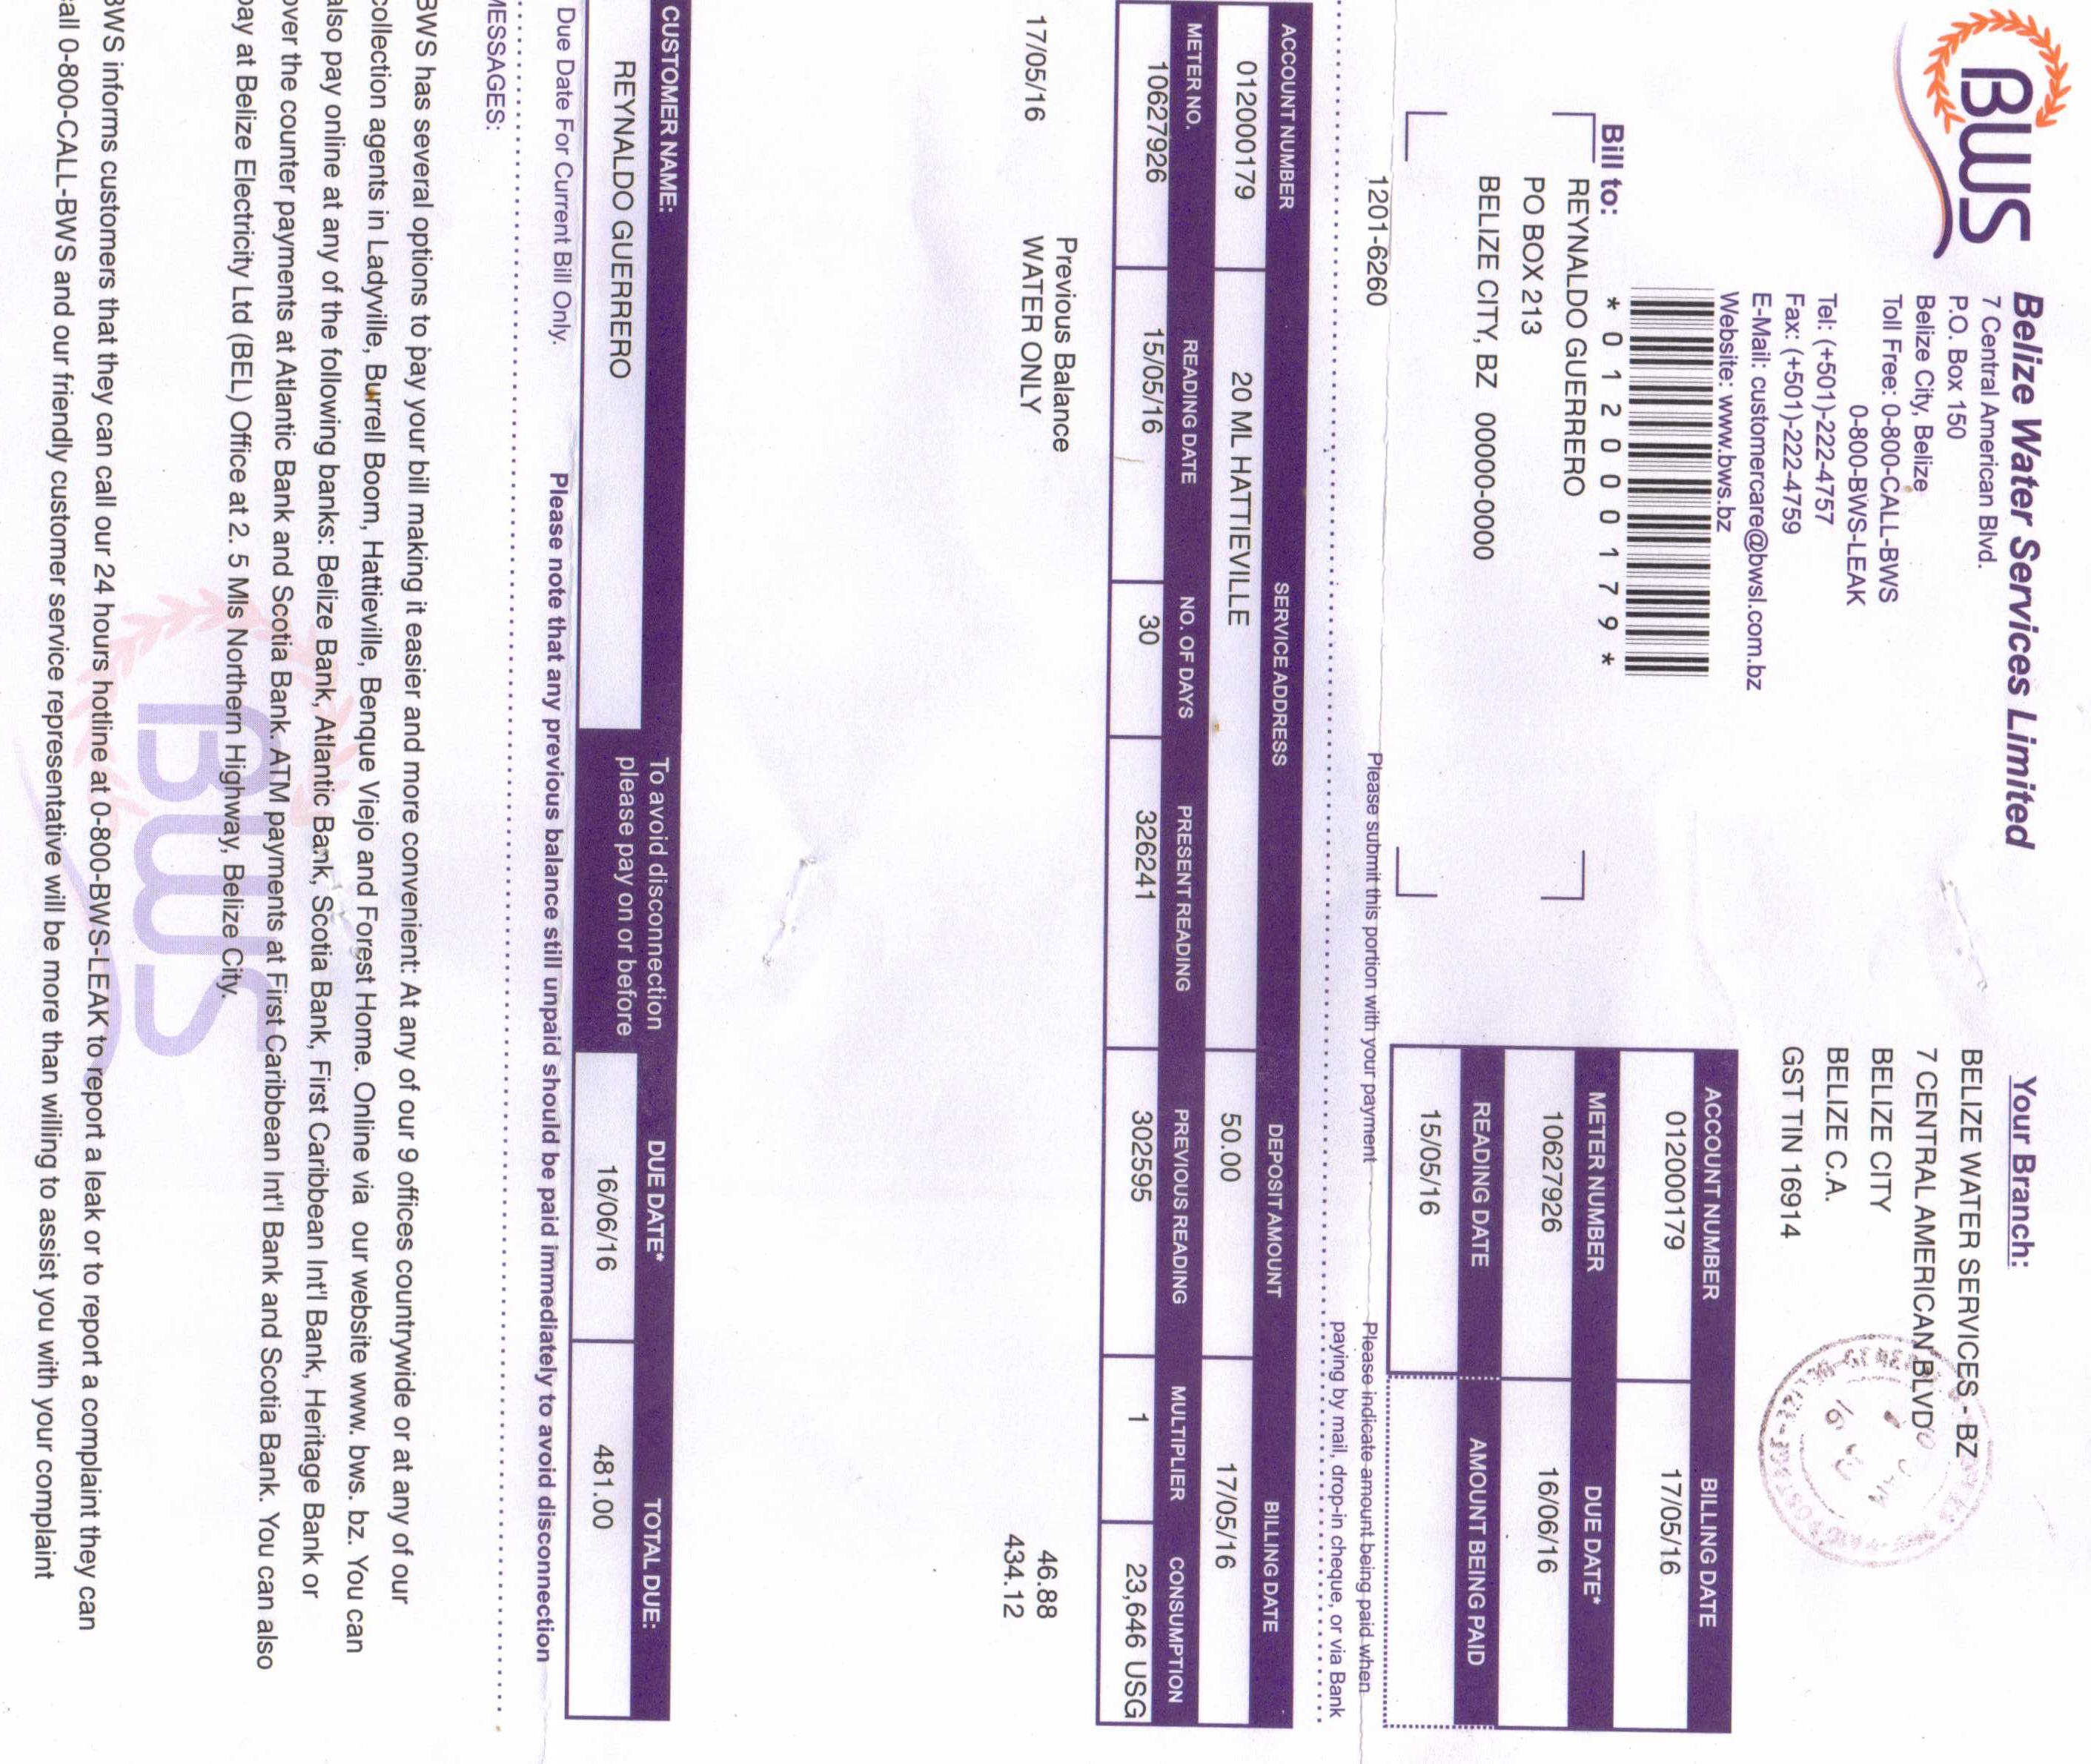 BWS
Belize Water Services Limited
7 Central American Blvd.
P.O. Box 150
Belize City, Belize
Toll Free: 0-800-CALL-BWS
0-800-BWS-LEAK
Tel: (+501)-222-4757
Fax: (+501)-222-4759
E-Mail: customercare@bwsl.com.bz
Website: www.bws.bz
Your Branch:
BELIZE WATER SERVICES - BZ
7 CENTRAL AMERICAN BLVD
BELIZE CITY
BELIZE C.A.
GST TIN 16914
* 0 1 2 0 0 0 1 7 9 *
Bill to:
REYNALDO GUERRERO
PO BOX 213
BELIZE CITY, BZ 00000-0000
1201-6260
ACCOUNT NUMBER BILLING DATE
012000179 17/05/16
METER NUMBER DUE DATE*
10627926 16/06/16
READING DATE AMOUNT BEING PAID
15/05/16
Please submit this portion with your payment
Please indicate amount being paid when
paying by mail, drop-in cheque, or via Bank
ACCOUNT NUMBER SERVICE ADDRESS DEPOSIT AMOUNT BILLING DATE
012000179 20 ML HATTIEVILLE 50.00 17/05/16
METER NO. READING DATE NO. OF DAYS PRESENT READING PREVIOUS READING MULTIPLIER CONSUMPTION
10627926 15/05/16 30 326241 302595 1 23,646 USG
Previous Balance 46.88
17/05/16 WATER ONLY 434.12
CUSTOMER NAME: To avoid disconnection please pay on or before DUE DATE* TOTAL DUE:
REYNALDO GUERRERO 16/06/16 481.00
Due Date For Current Bill Only. Please note that any previous balance still unpaid should be paid immediately to avoid disconnection
MESSAGES:
BWS has several options to pay your bill making it easier and more convenient: At any of our 9 offices countrywide or at any of our
collection agents in Ladyville, Burrell Boom, Hattieville, Benque Viejo and Forest Home. Online via our website www. bws. bz. You can
also pay online at any of the following banks: Belize Bank, Atlantic Bank, Scotia Bank, First Caribbean Int'l Bank, Heritage Bank or
over the counter payments at Atlantic Bank and Scotia Bank. ATM payments at First Caribbean Int'l Bank and Scotia Bank. You can also
pay at Belize Electricity Ltd (BEL) Office at 2. 5 Mls Northern Highway, Belize City.
BWS informs customers that they can call our 24 hours hotline at 0-800-BWS-LEAK to report a leak or to report a complaint they can
call 0-800-CALL-BWS and our friendly customer service representative will be more than willing to assist you with your complaint
BWS